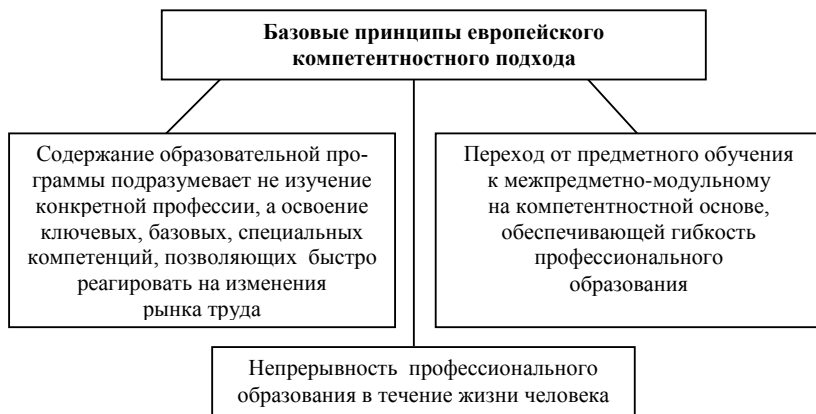 Базовые принципы европейского
компетентностного подхода
Содержание образовательной про-
граммы подразумевает не изучение
конкретной профессии, а освоение
ключевых, базовых, специальных
компетенций, позволяющих быстро
реагировать на изменения
рынка труда
Переход от предметного обучения
к межпредметно-модульному
на компетентностной основе,
обеспечивающей гибкость
профессионального
образования
Непрерывность профессионального
образования в течение жизни человека